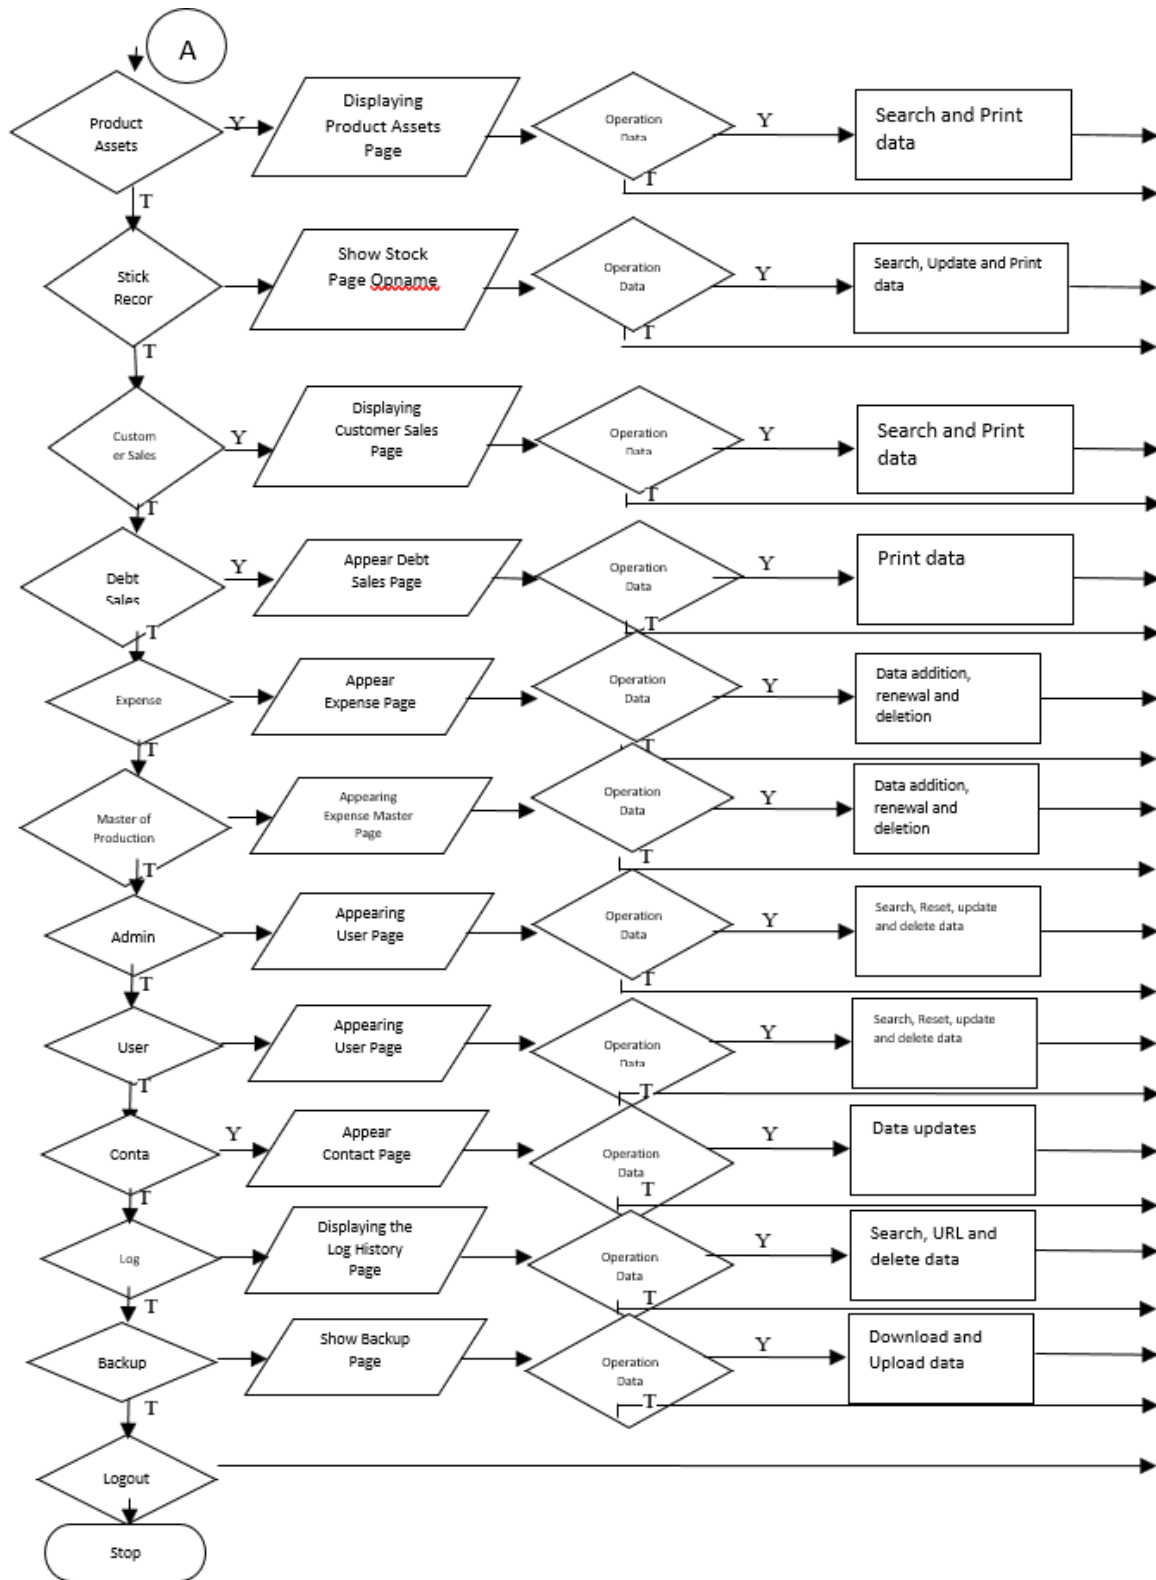 A
Product
Assets
Y
Displaying
Product Assets
Page
Operation
Data
Y
Search and Print
data
T
T
Stick
Recor
Show Stock
Page Opname
Operation
Data
Y
Search, Update and Print
data
T
T
Custom
er Sales
Y
Displaying
Customer Sales
Page
Operation
Data
Y
Search and Print
data
T
T
Debt
Sales
Y
Appear Debt
Sales Page
Operation
Data
Y
Print data
T
T
Expense
Appear
Expense Page
Operation
Data
Y
Data addition,
renewal and
deletion
T
T
Master of
Production
Appearing
Expense Master
Page
Operation
Data
Y
Data addition,
renewal and
deletion
T
T
Admin
Appearing
User Page
Operation
Data
Y
Search, Reset, update
and delete data
T
T
User
Appearing
User Page
Operation
Data
Y
Search, Reset, update
and delete data
T
T
Conta
Y
Appear
Contact Page
Operation
Data
Y
Data updates
T
T
Log
Displaying the
Log History
Page
Operation
Data
Y
Search, URL and
delete data
T
T
Backup
Show Backup
Page
Operation
Data
Y
Download and
Upload data
T
T
Logout
Stop